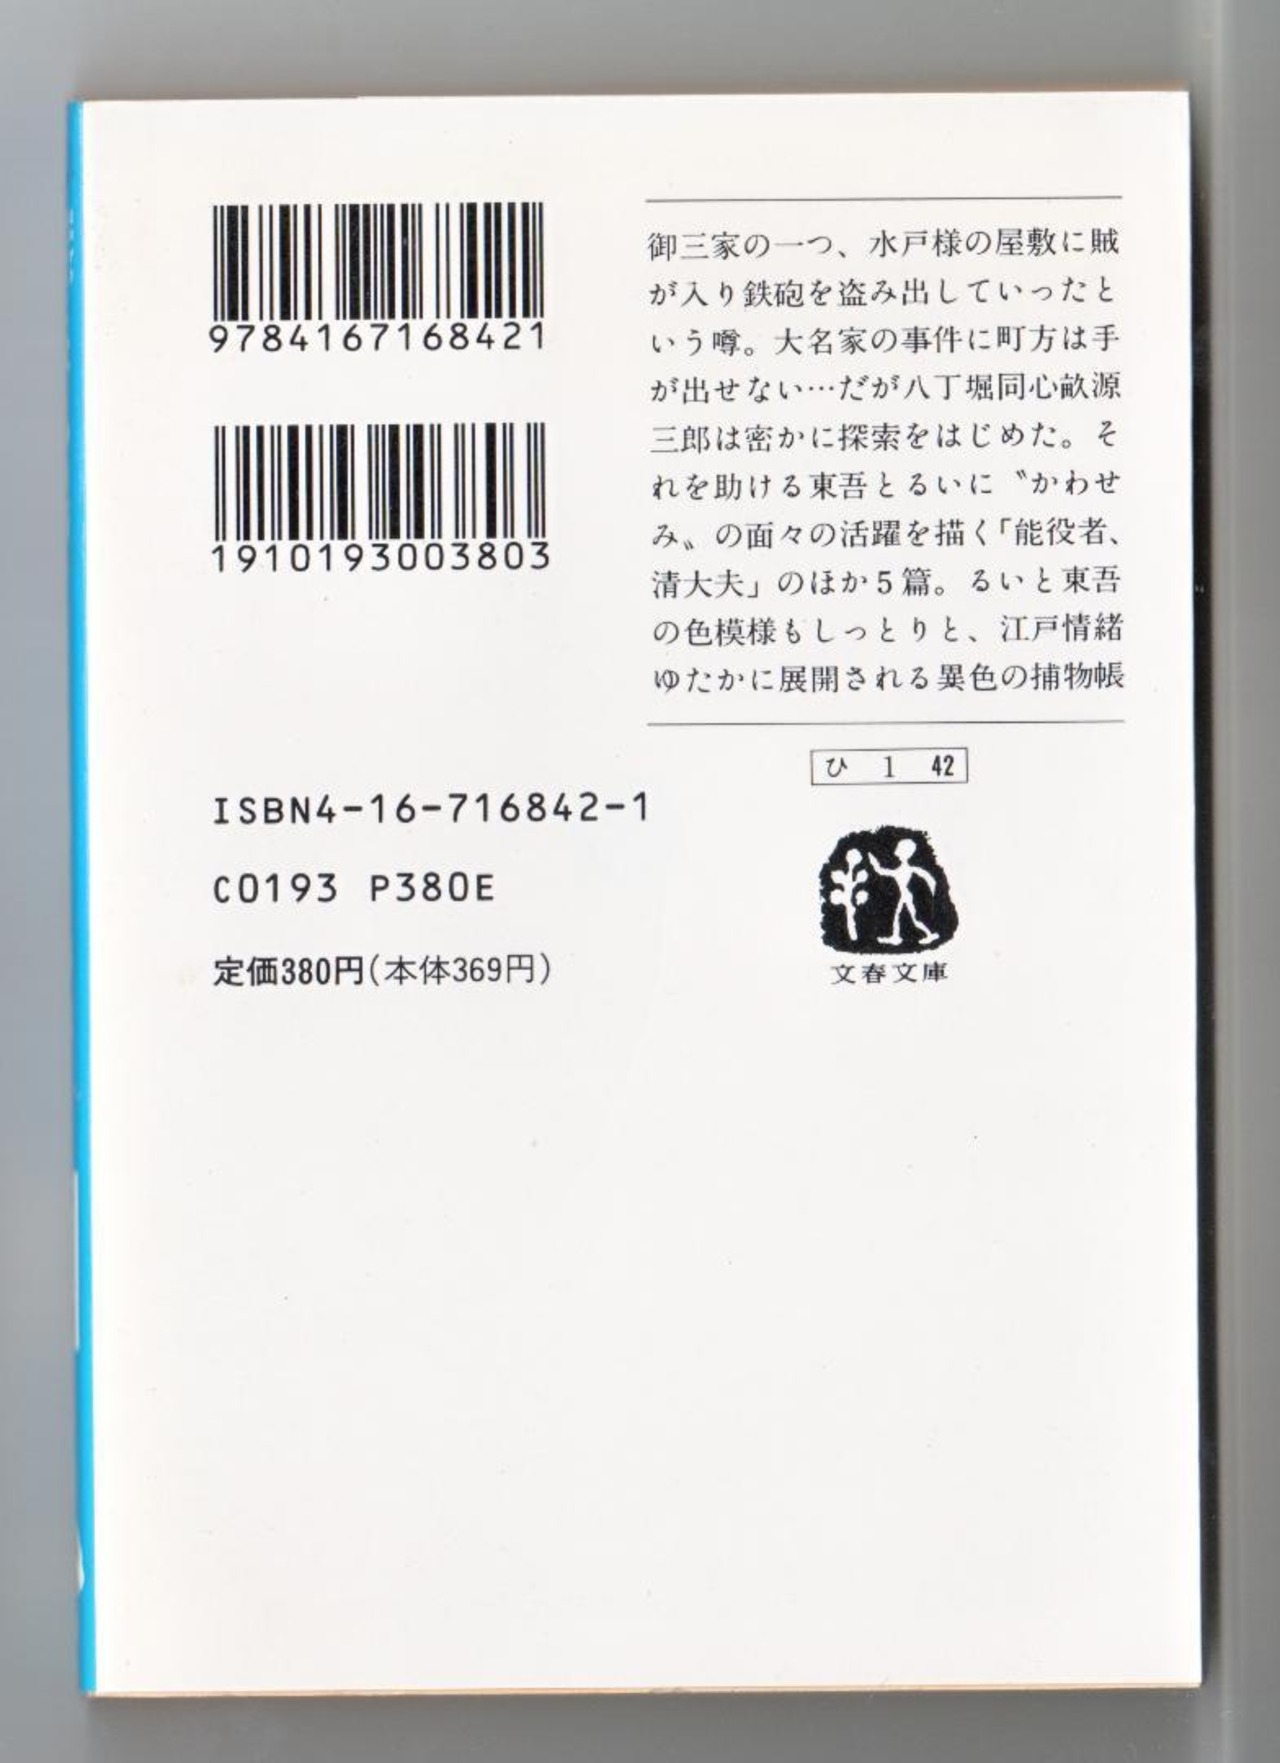 9784167168421
1910193003803
御三家の一つ、水戸様の屋敷に賊
が入り鉄砲を盗み出していったと
いう噂。大名家の事件に町方は手
が出せない…だが八丁堀同心畝源
三郎は密かに探索をはじめた。そ
れを助ける東吾とるいに〝かわせ
み〟の面々の活躍を描く「能役者、
清大夫」のほか5篇。るいと東吾
の色模様もしっとりと、江戸情緒
ゆたかに展開される異色の捕物帳
ひ 1 42
文春文庫
ISBN4-16-716842-1
C0193 P380E
定価380円(本体369円)